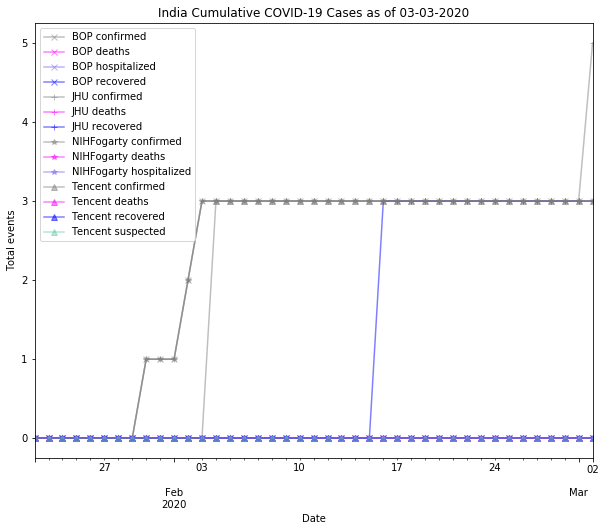 India Cumulative COVID-19 Cases as of 03-03-2020
BOP confirmed
BOP deaths
BOP hospitalized
BOP recovered
JHU confirmed
JHU deaths
JHU recovered
NIHFogarty confirmed
NIHFogarty deaths
NIHFogarty hospitalized
Tencent confirmed
Tencent deaths
Tencent recovered
Tencent suspected
Total events
5
4
3
2
1
0
27 03 10 17 24 02
Feb Mar
2020
Date